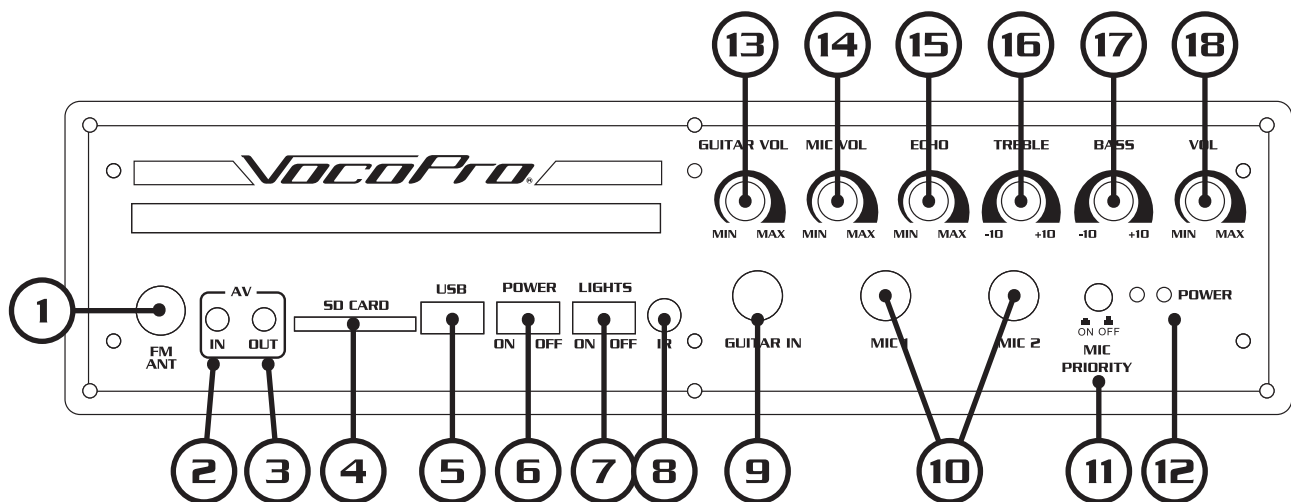 13 14 15 16 17 18
GUITAR VOL MIC VOL ECHO TREBLE BASS VOL
VOCOPRO®
MIN MAX MIN MAX MIN MAX -10 +10 -10 +10 MIN MAX
1
AV
SD CARD
USB
POWER
LIGHTS
POWER
IN OUT
ON OFF
ON OFF
IR
GUITAR IN
MIC 1
MIC 2
ON OFF
FM
ANT
MIC
PRIORITY
2 3 4 5 6 7 8 9 10 11 12